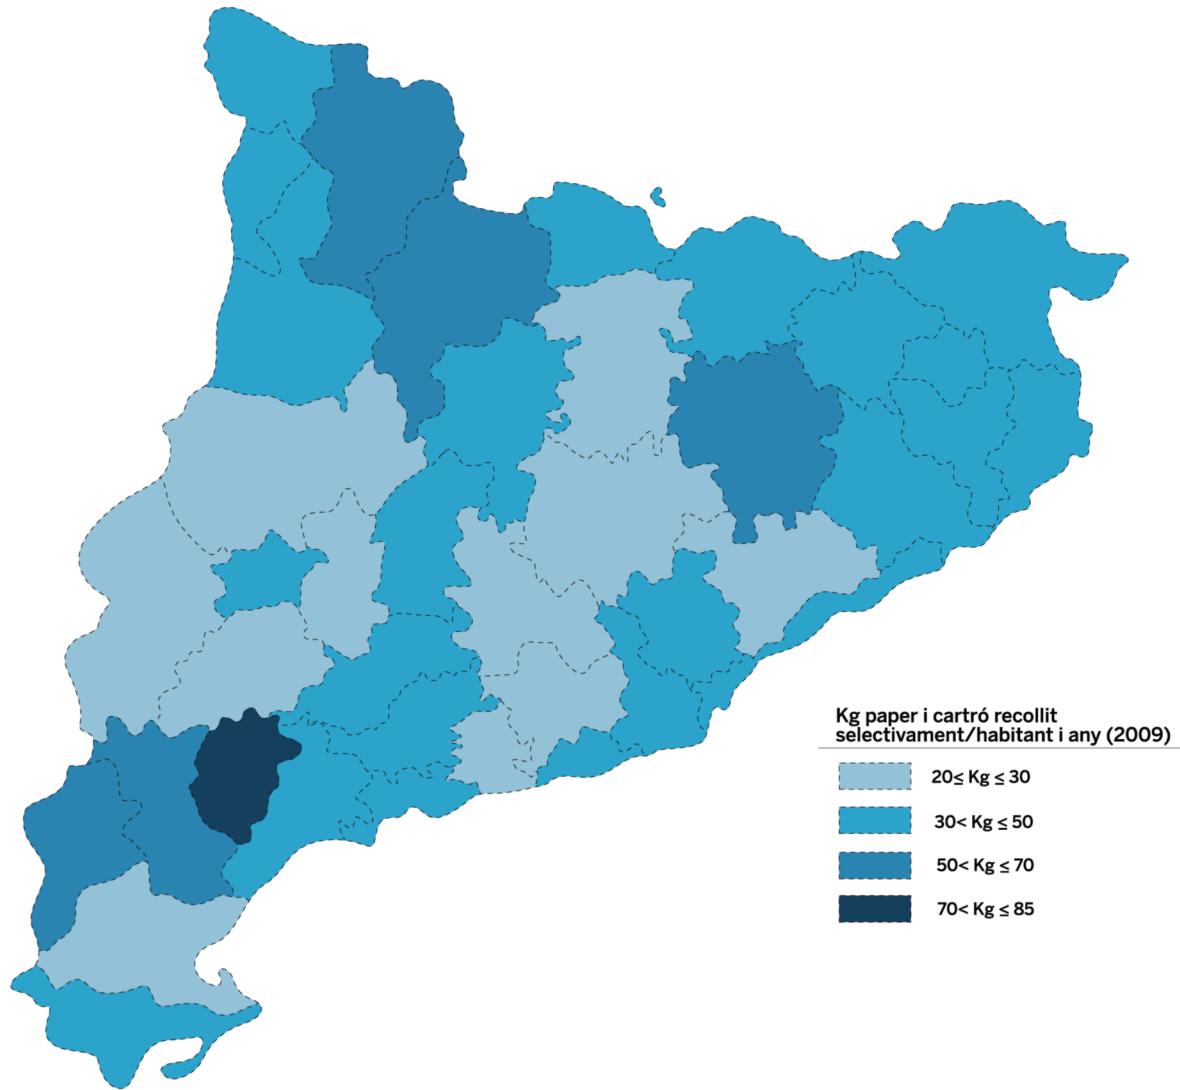 Kg paper i cartró recollit
selectivament/habitant i any (2009)
20≤ Kg ≤ 30
30< Kg ≤ 50
50< Kg ≤ 70
70< Kg ≤ 85